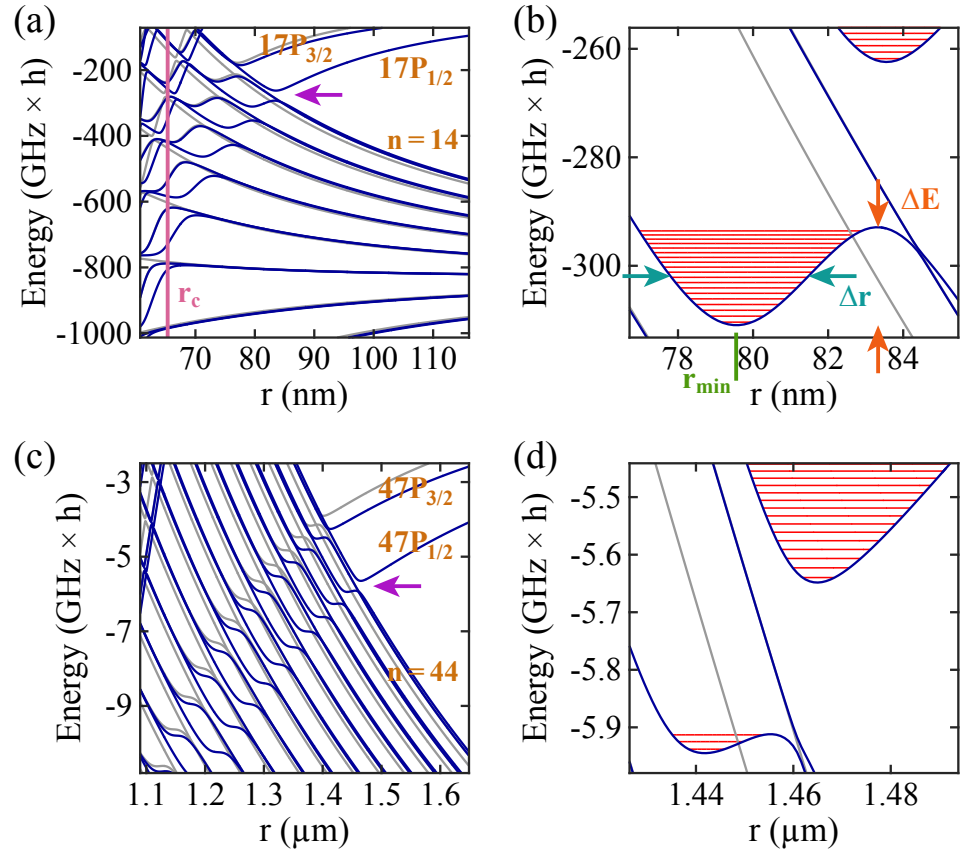 (a)
17P3/2
17P1/2
n = 14
rc
-200
-400
-600
-800
-1000
Energy (GHz × h)
70 80 90 100 110
r (nm)
(b)
ΔE
Δr
rmin
-260
-280
-300
Energy (GHz × h)
78 80 82 84
r (nm)
(c)
47P3/2
47P1/2
n = 44
-3
-5
-7
-9
Energy (GHz × h)
1.1 1.2 1.3 1.4 1.5 1.6
r (µm)
(d)
-5.5
-5.6
-5.7
-5.8
-5.9
Energy (GHz × h)
1.44 1.46 1.48
r (µm)